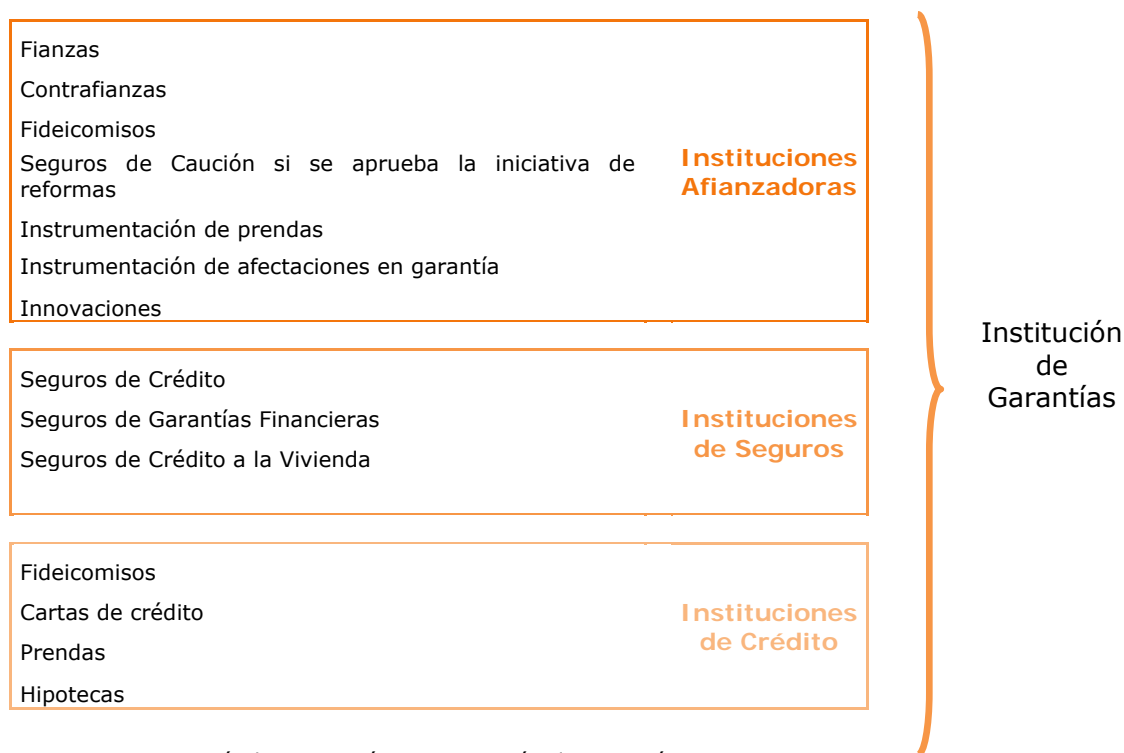 Fianzas
Contrafianzas
Fideicomisos
Seguros de Caución si se aprueba la iniciativa de
reformas
Instrumentación de prendas
Instrumentación de afectaciones en garantía
Innovaciones
Instituciones
Afianzadoras
Seguros de Crédito
Seguros de Garantías Financieras
Seguros de Crédito a la Vivienda
Instituciones
de Seguros
Fideicomisos
Cartas de crédito
Prendas
Hipotecas
Instituciones
de Crédito
Institución
de
Garantías